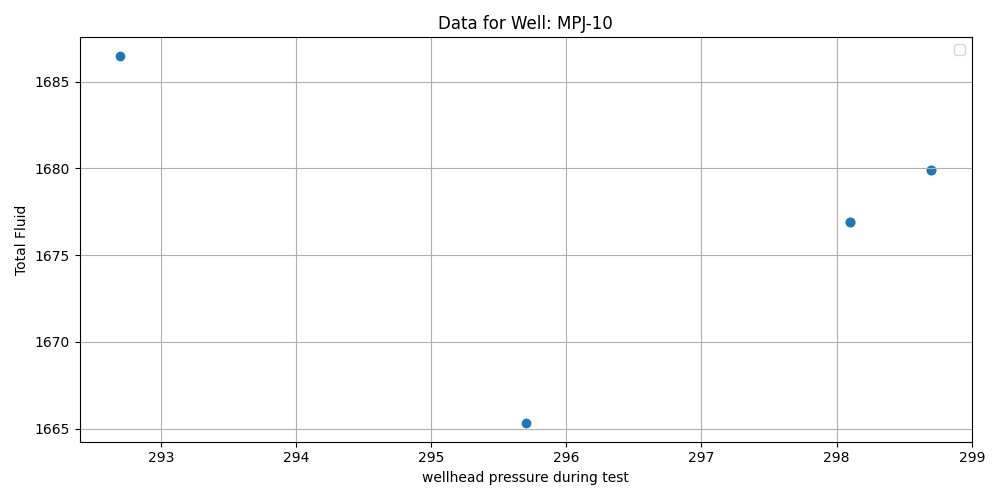 Data for Well: MPJ-10
Total Fluid
1685
1680
1675
1670
1665
293 294 295 296 297 298 299
wellhead pressure during test